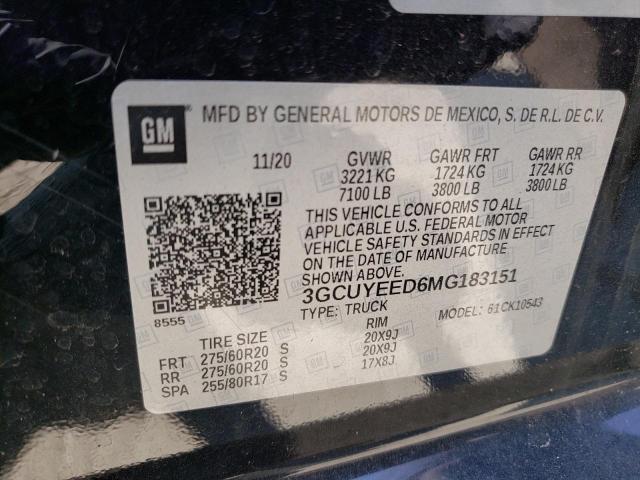 GM
MFD BY GENERAL MOTORS DE MEXICO, S. DE R.L. DE C.V.
11/20 GVWR GAWR FRT GAWR RR
3221 KG 1724 KG 1724 KG
7100 LB 3800 LB 3800 LB
THIS VEHICLE CONFORMS TO ALL
APPLICABLE U.S. FEDERAL MOTOR
VEHICLE SAFETY STANDARDS IN EFFECT
ON THE DATE OF MANUFACTURE
SHOWN ABOVE.
3GCUYEED6MG183151
TYPE: TRUCK MODEL: 61CK10543
8555
TIRE SIZE RIM
FRT 275/60R20 S 20X9J
RR 275/60R20 S 20X9J
SPA 255/80R17 S 17X8J